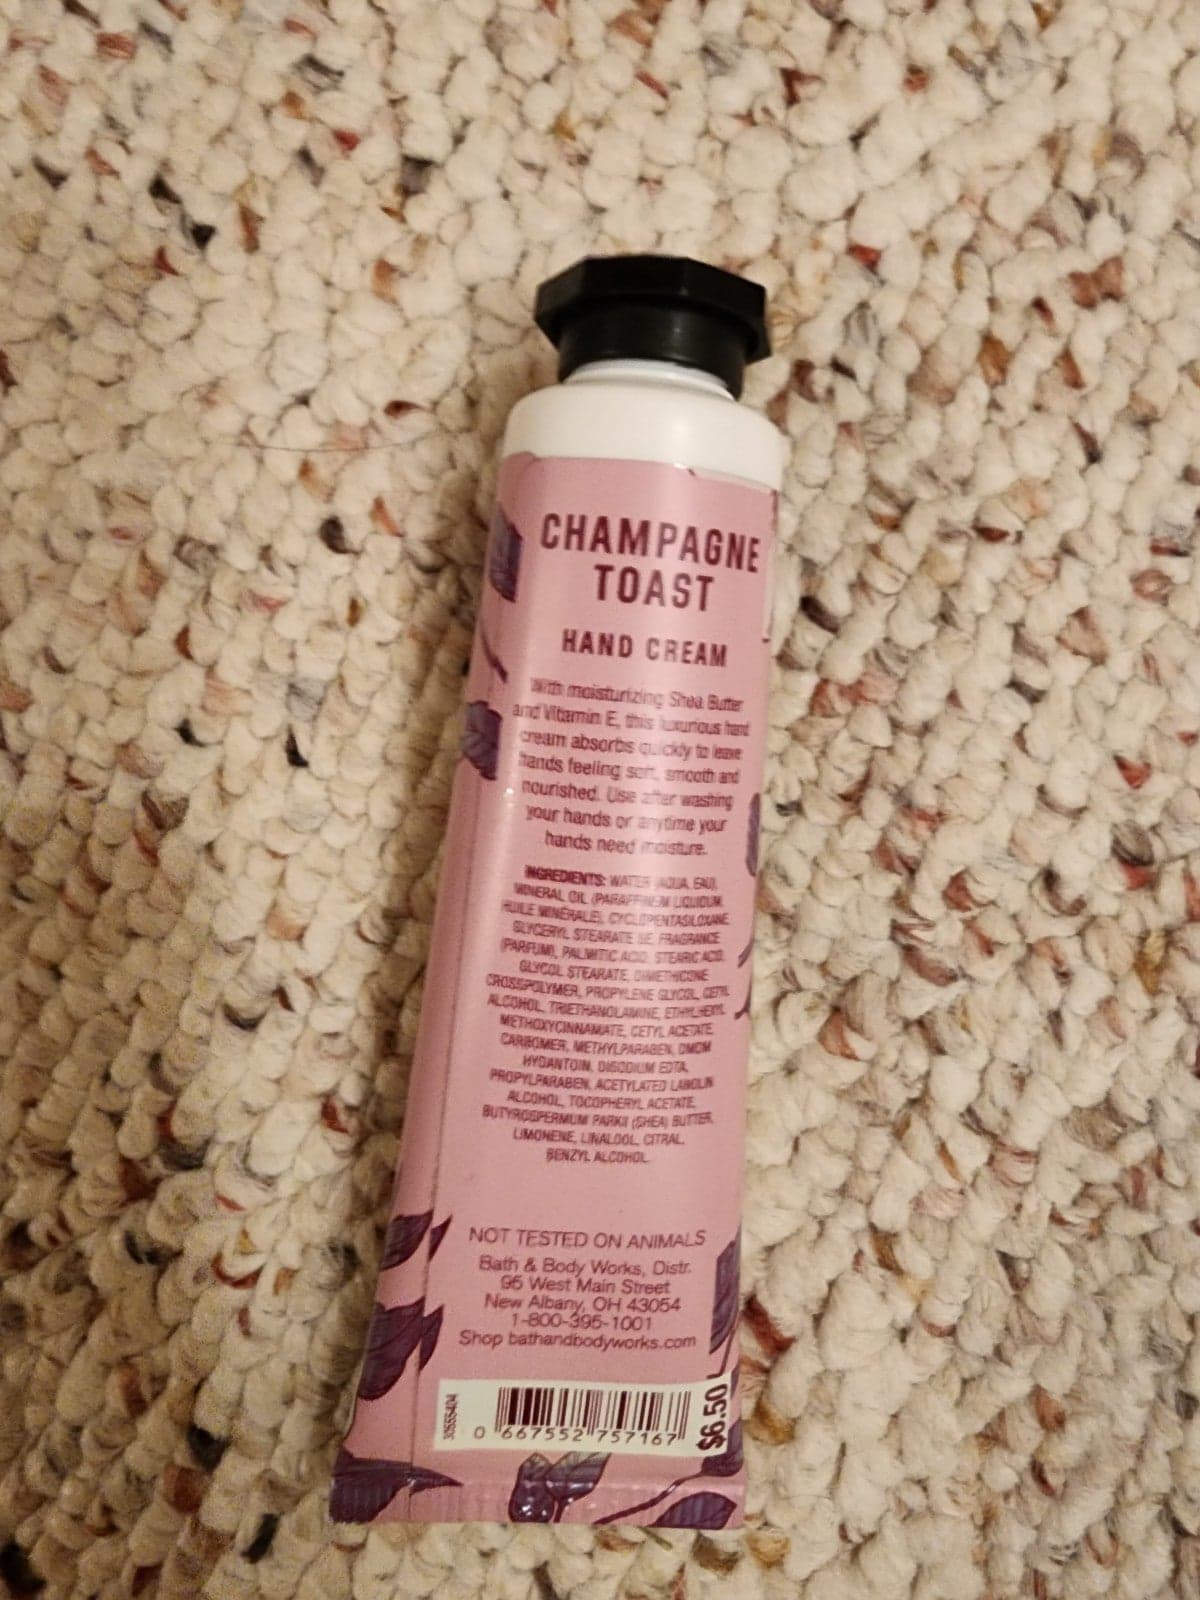 CHAMPAGNE
TOAST
HAND CREAM
With moisturizing Shea Butter
and Vitamin E, this luxurious hand
cream absorbs quickly to leave
hands feeling soft, smooth and
nourished. Use after washing
your hands or anytime your
hands need moisture.
INGREDIENTS: WATER (AQUA, EAU),
MINERAL OIL (PARAFFINUM LIQUIDUM,
HUILE MINÉRALE), CYCLOPENTASILOXANE,
GLYCERYL STEARATE SE, FRAGRANCE
(PARFUM), PALMITIC ACID, STEARIC ACID,
GLYCOL STEARATE, DIMETHICONE
CROSSPOLYMER, PROPYLENE GLYCOL, CETYL
ALCOHOL, TRIETHANOLAMINE, ETHYLHEXYL
METHOXYCINNAMATE, CETYL ACETATE,
CARBOMER, METHYLPARABEN, DMDM
HYDANTOIN, DISODIUM EDTA,
PROPYLPARABEN, ACETYLATED LANOLIN
ALCOHOL, TOCOPHERYL ACETATE,
BUTYROSPERMUM PARKII (SHEA) BUTTER,
LIMONENE, LINALOOL, CITRAL,
BENZYL ALCOHOL.
NOT TESTED ON ANIMALS
Bath & Body Works, Distr.
95 West Main Street
New Albany, OH 43054
1-800-395-1001
Shop bathandbodyworks.com
30555404
0 667552 757167
$6.50